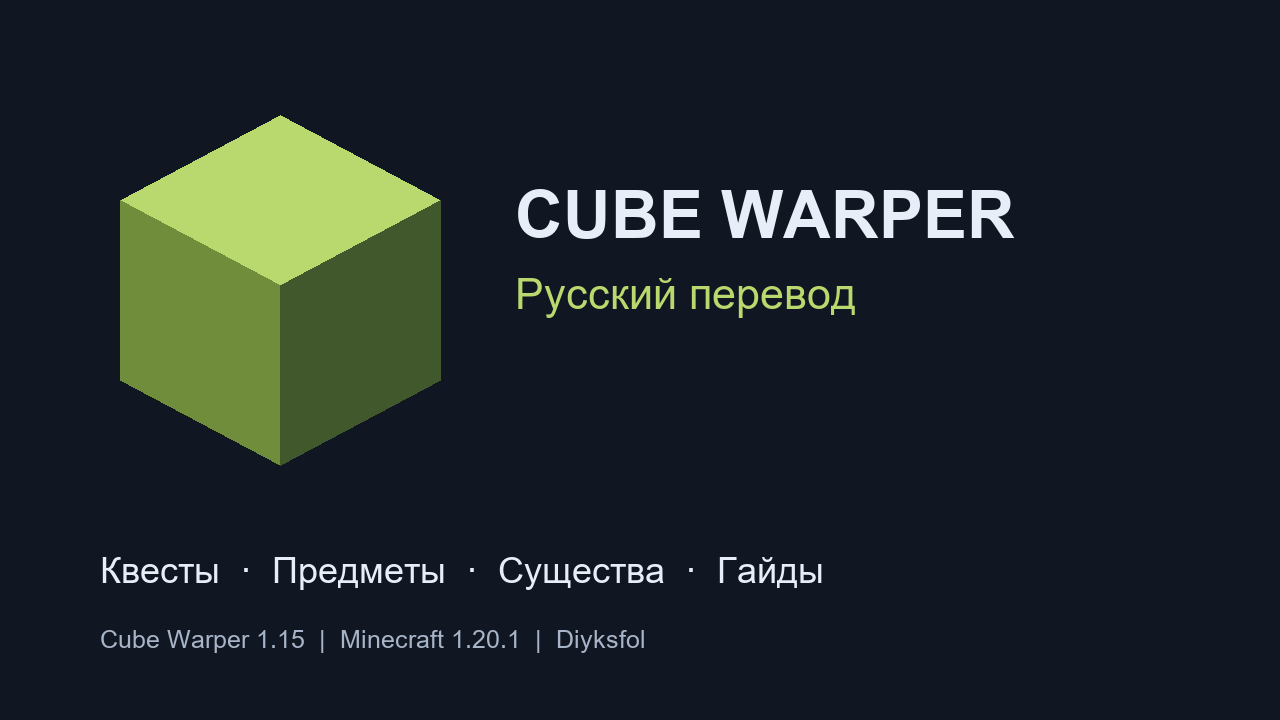 CUBE WARPER
Русский перевод
Квесты · Предметы · Существа · Гайды
Cube Warper 1.15 | Minecraft 1.20.1 | Diyksfol